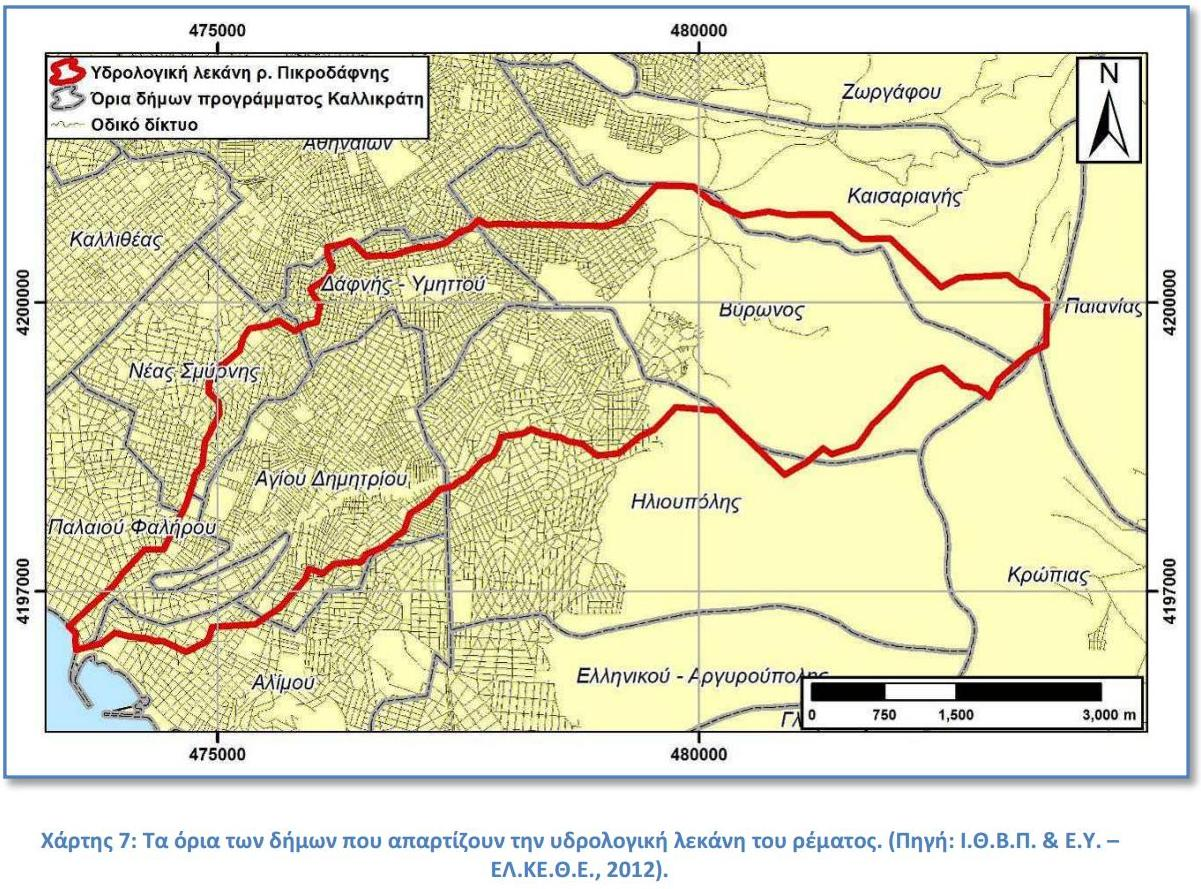 475000
480000
Υδρολογική λεκάνη ρ. Πικροδάφνης
Όρια δήμων προγράμματος Καλλικράτη
Οδικό δίκτυο
N
Ζωγράφου
Αθηναίων
Καισαριανής
Καλλιθέας
Δάφνης - Υμηττού
4200000
4200000
Βύρωνος
Παιανίας
Νέας Σμύρνης
Αγίου Δημητρίου
Ηλιουπόλης
Παλαιού Φαλήρου
4197000
4197000
Κρώπιας
Αλίμου
Ελληνικού - Αργυρούπολης
Γλ
0 750 1,500 3,000 m
475000
480000
Χάρτης 7: Τα όρια των δήμων που απαρτίζουν την υδρολογική λεκάνη του ρέματος. (Πηγή: Ι.Θ.Β.Π. & Ε.Υ. –
ΕΛ.ΚΕ.Θ.Ε., 2012).